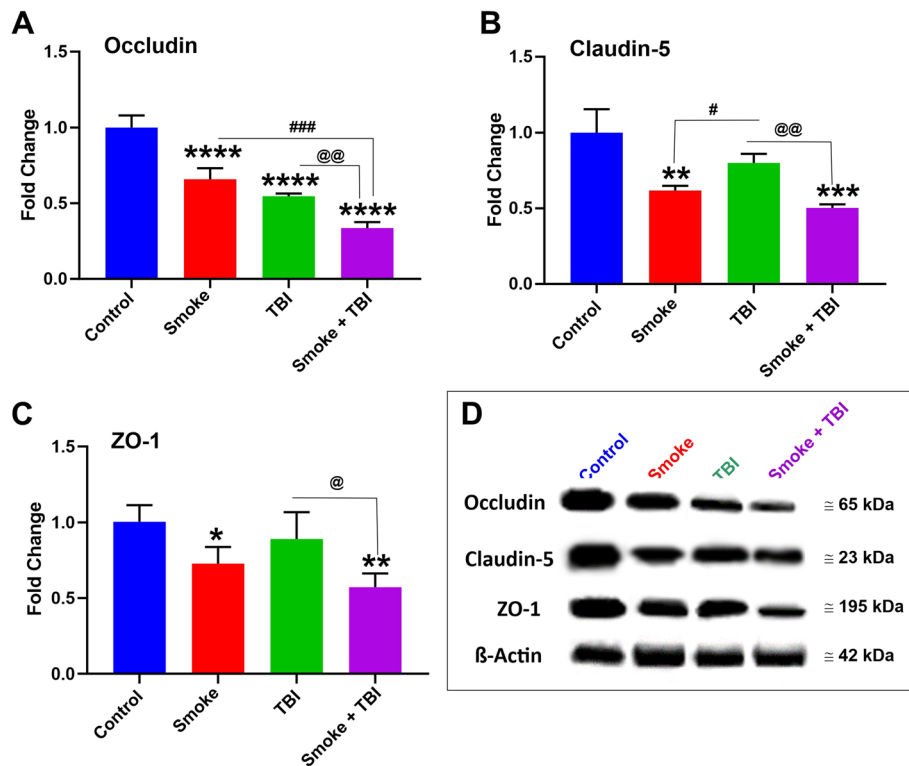 A
Occludin
Fold Change
1.5
1.0
0.5
0.0
****
****
****
###
@@
Control
Smoke
TBI
Smoke + TBI
B
Claudin-5
Fold Change
1.5
1.0
0.5
0.0
#
@@
**
***
Control
Smoke
TBI
Smoke + TBI
C
ZO-1
Fold Change
1.5
1.0
0.5
0.0
@
*
**
Control
Smoke
TBI
Smoke + TBI
D
Control
Smoke
TBI
Smoke + TBI
Occludin ≅ 65 kDa
Claudin-5 ≅ 23 kDa
ZO-1 ≅ 195 kDa
ß-Actin ≅ 42 kDa